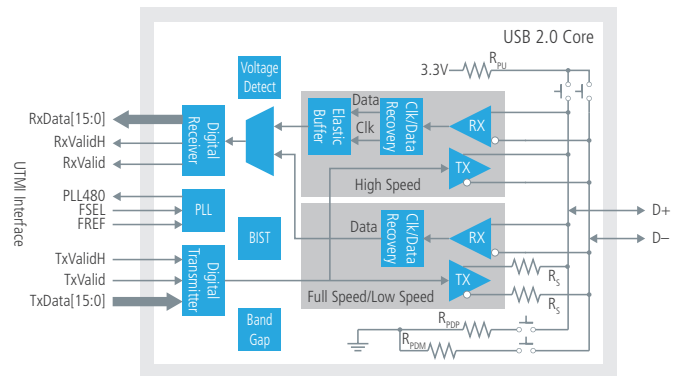 USB 2.0 Core
Voltage
Detect
3.3V
RPU
RxData[15:0]
RxValidH
RxValid
Digital
Receiver
Elastic
Buffer
Data
Clk
Clk/Data
Recovery
RX
TX
High Speed
UTMI Interface
PLL480
FSEL
FREF
PLL
BIST
Data
Clk/Data
Recovery
RX
TX
Full Speed/Low Speed
D+
D–
RS
RS
TxValidH
TxValid
TxData[15:0]
Digital
Transmitter
Band
Gap
RPDP
RPDM